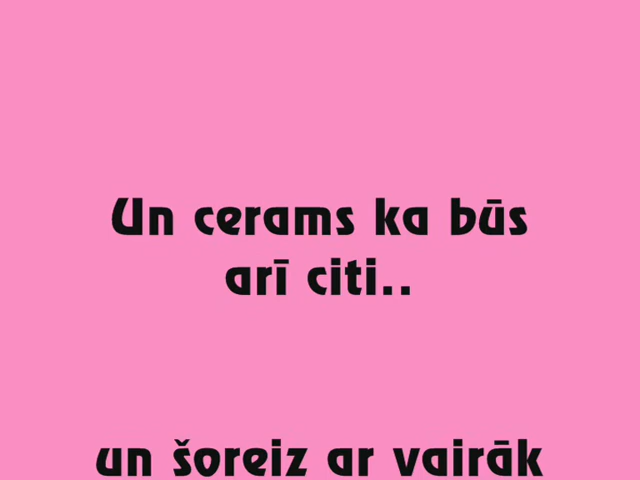 Un cerams ka būs
arī citi..
un šoreiz ar vairāk